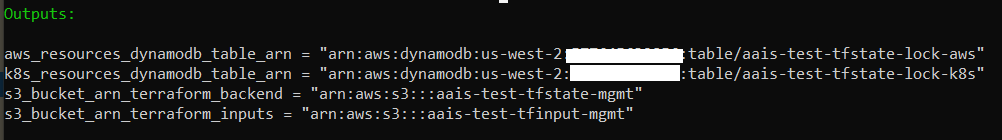 Outputs:
aws_resources_dynamodb_table_arn = "arn:aws:dynamodb:us-west-2: :table/aais-test-tfstate-lock-aws"
k8s_resources_dynamodb_table_arn = "arn:aws:dynamodb:us-west-2: :table/aais-test-tfstate-lock-k8s"
s3_bucket_arn_terraform_backend = "arn:aws:s3:::aais-test-tfstate-mgmt"
s3_bucket_arn_terraform_inputs = "arn:aws:s3:::aais-test-tfinput-mgmt"